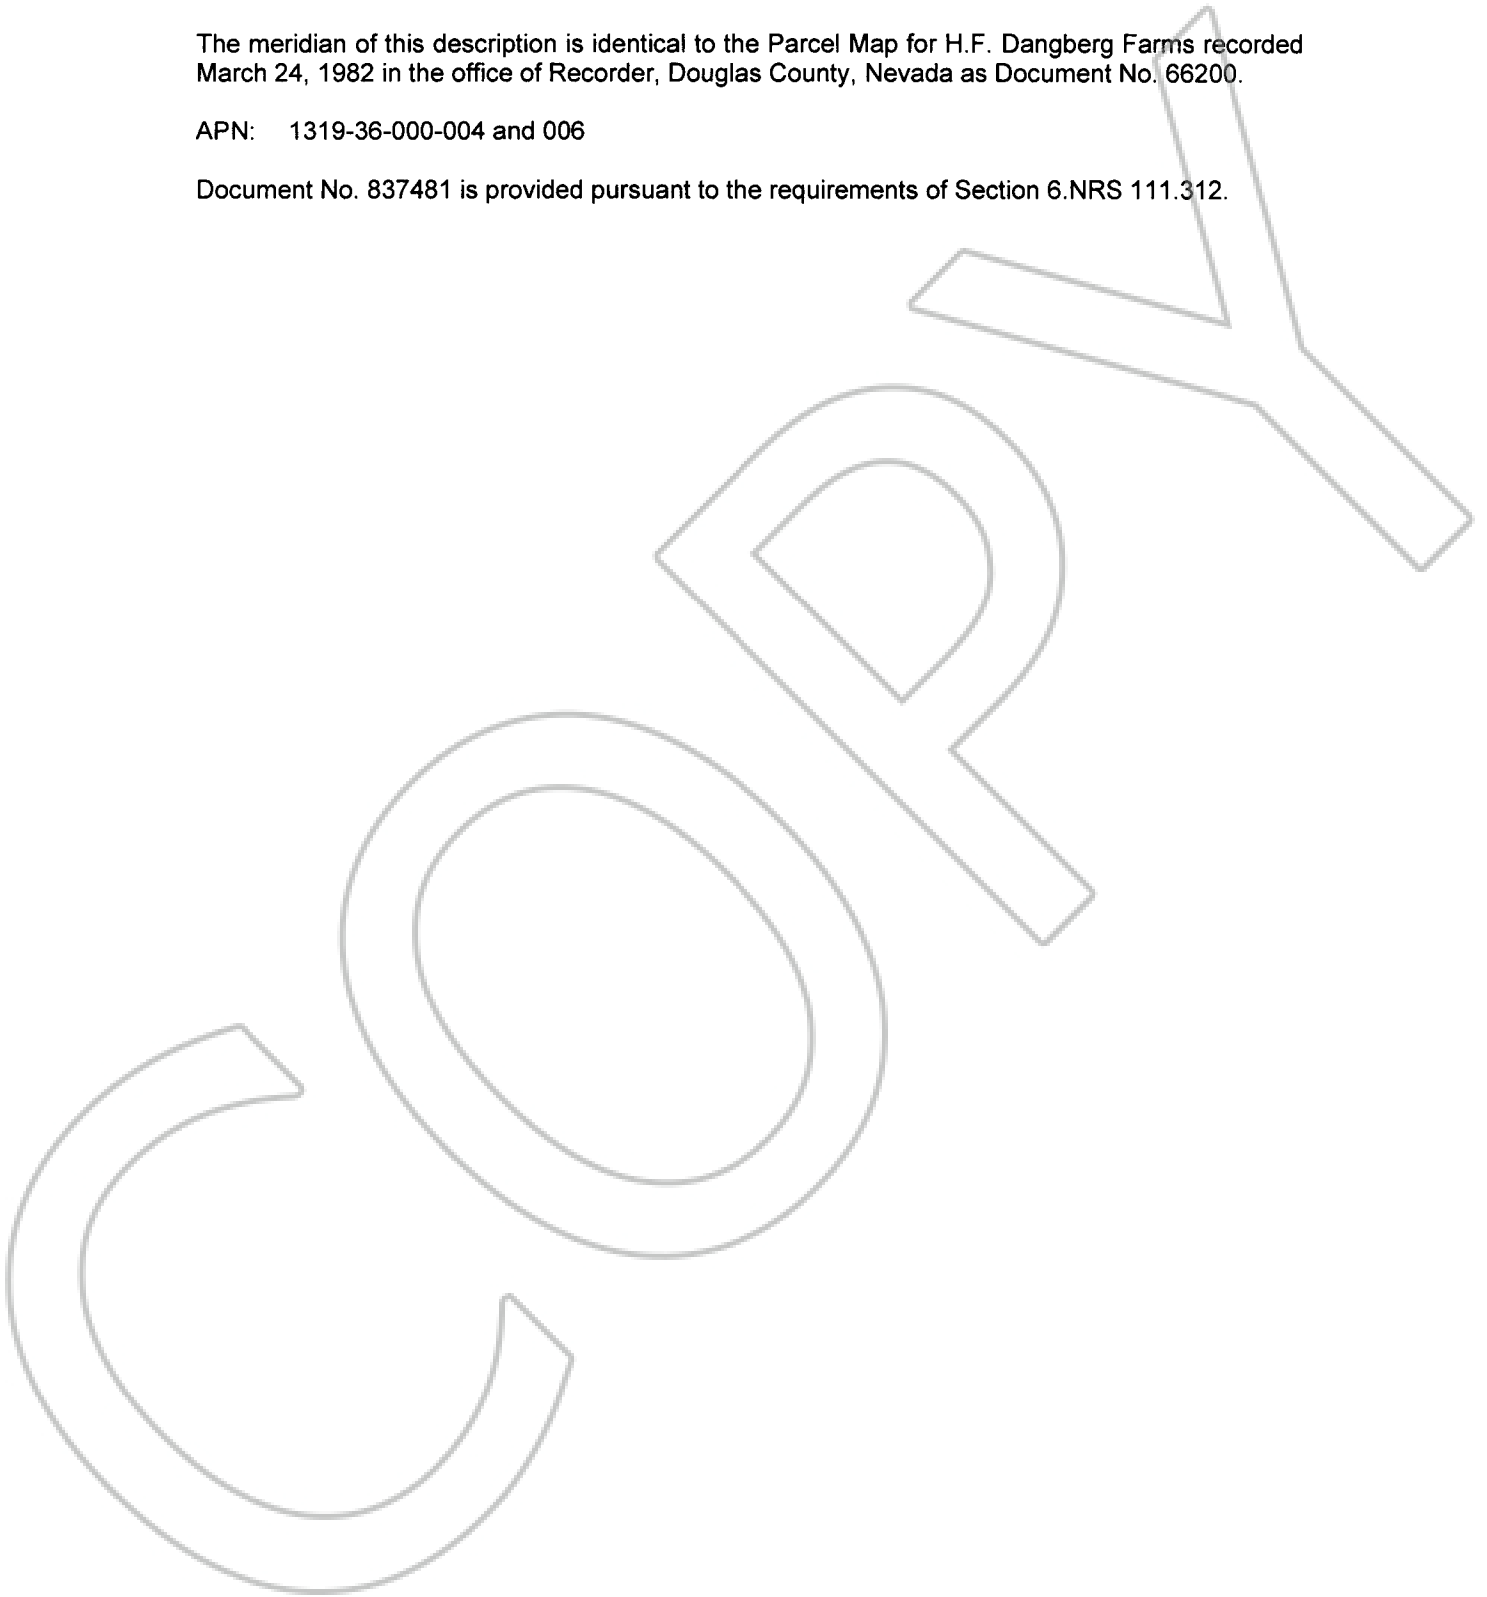 The meridian of this description is identical to the Parcel Map for H.F. Dangberg Farms recorded
March 24, 1982 in the office of Recorder, Douglas County, Nevada as Document No. 66200.
APN: 1319-36-000-004 and 006
Document No. 837481 is provided pursuant to the requirements of Section 6.NRS 111.312.
COPY